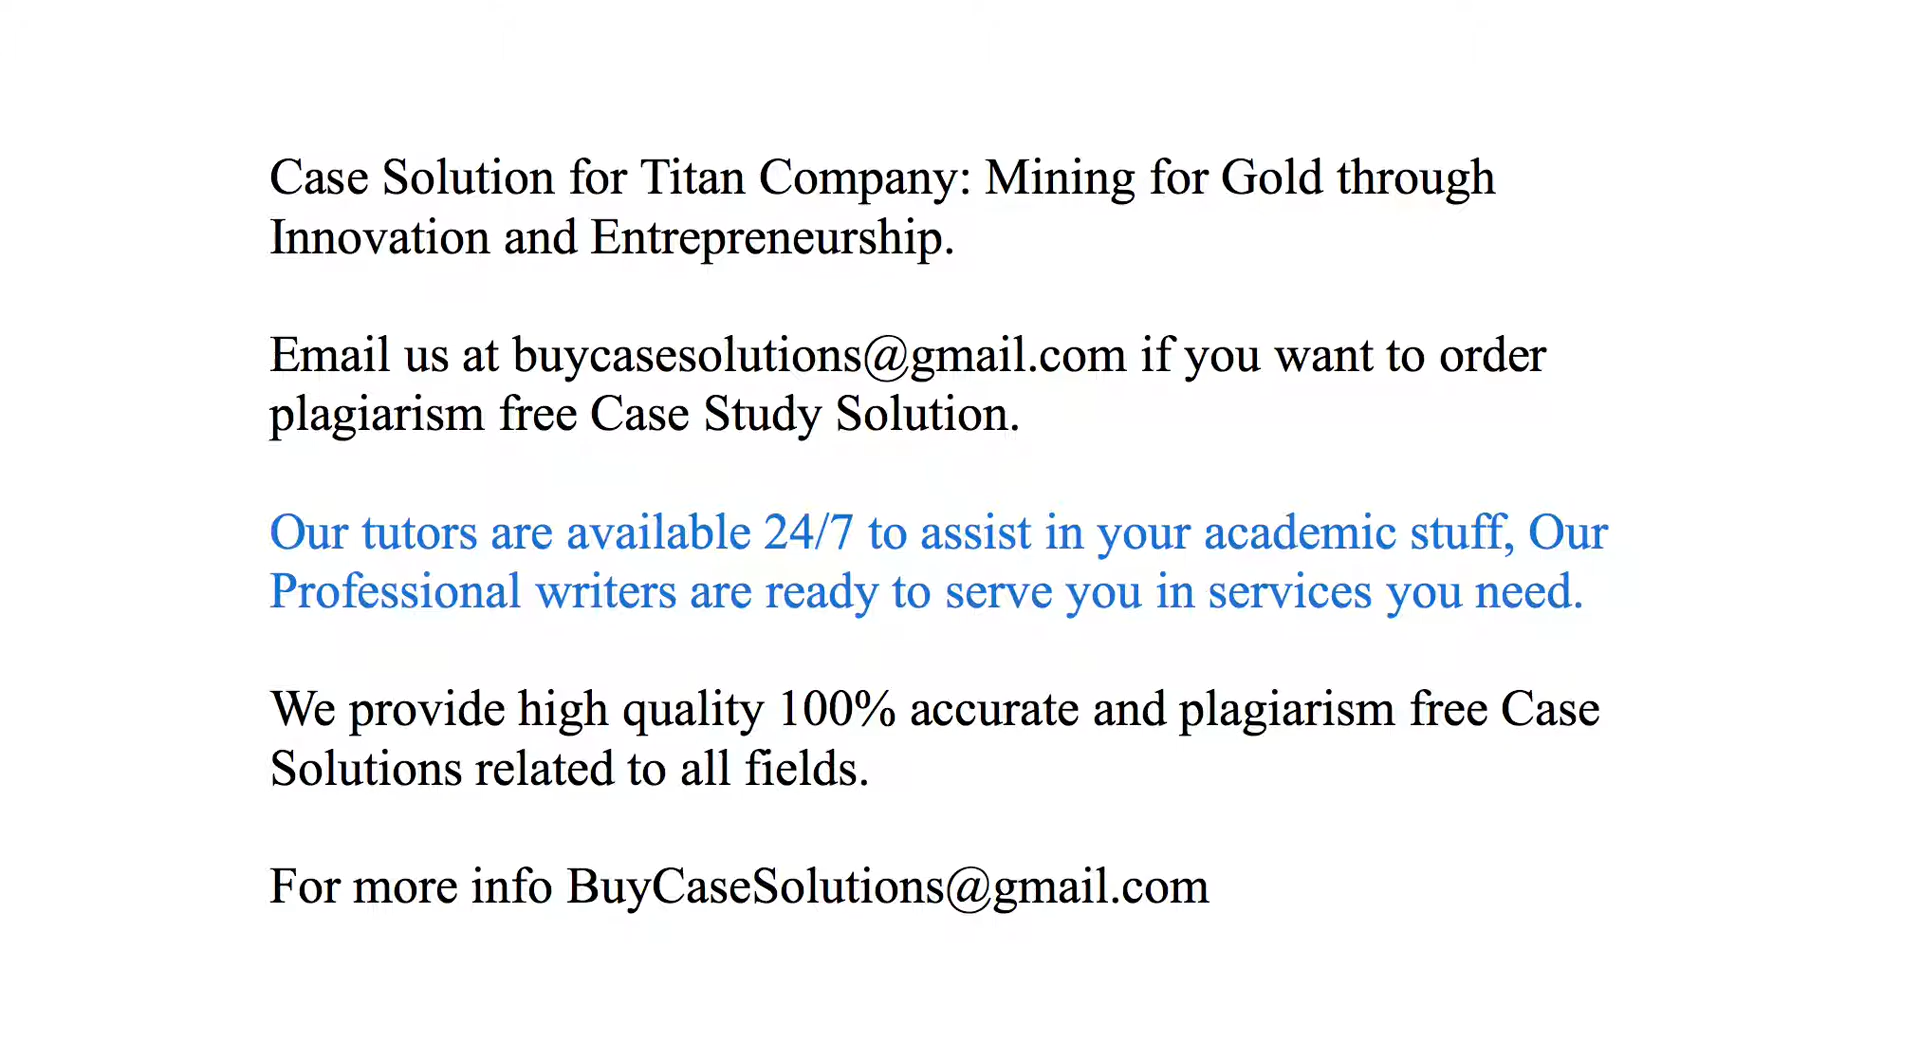 Case Solution for Titan Company: Mining for Gold through
Innovation and Entrepreneurship.
Email us at buycasesolutions@gmail.com if you want to order
plagiarism free Case Study Solution.
Our tutors are available 24/7 to assist in your academic stuff, Our
Professional writers are ready to serve you in services you need.
We provide high quality 100% accurate and plagiarism free Case
Solutions related to all fields.
For more info BuyCaseSolutions@gmail.com